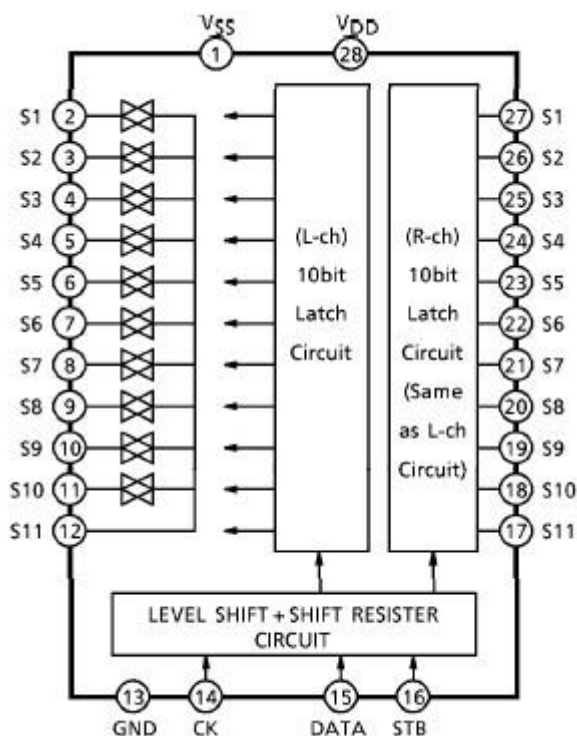 VSS VDD
1 28
S1 2 27 S1
S2 3 26 S2
S3 4 25 S3
S4 5 (L-ch) (R-ch) 24 S4
S5 6 10bit 10bit 23 S5
S6 7 Latch Latch 22 S6
S7 8 Circuit Circuit 21 S7
S8 9 (Same 20 S8
S9 10 as L-ch 19 S9
S10 11 Circuit) 18 S10
S11 12 17 S11
LEVEL SHIFT + SHIFT RESISTER
CIRCUIT
13 14 15 16
GND CK DATA STB